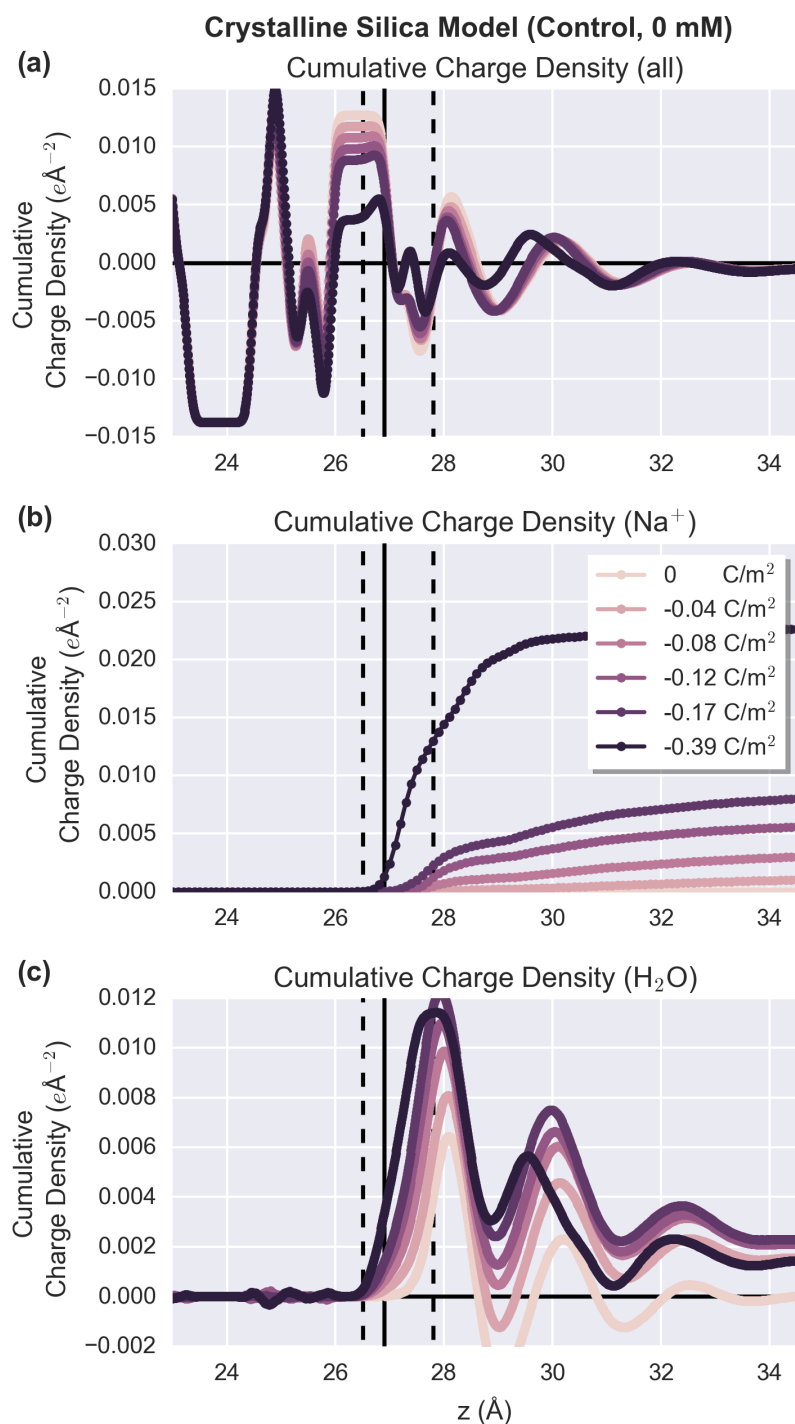 Crystalline Silica Model (Control, 0 mM)
(a)
Cumulative Charge Density (all)
Cumulative
Charge Density (eÅ⁻²)
0.015
0.010
0.005
0.000
−0.005
−0.010
−0.015
24 26 28 30 32 34
(b)
Cumulative Charge Density (Na⁺)
Cumulative
Charge Density (eÅ⁻²)
0.030
0.025
0.020
0.015
0.010
0.005
0.000
0 C/m²
-0.04 C/m²
-0.08 C/m²
-0.12 C/m²
-0.17 C/m²
-0.39 C/m²
24 26 28 30 32 34
(c)
Cumulative Charge Density (H₂O)
Cumulative
Charge Density (eÅ⁻²)
0.012
0.010
0.008
0.006
0.004
0.002
0.000
−0.002
24 26 28 30 32 34
z (Å)